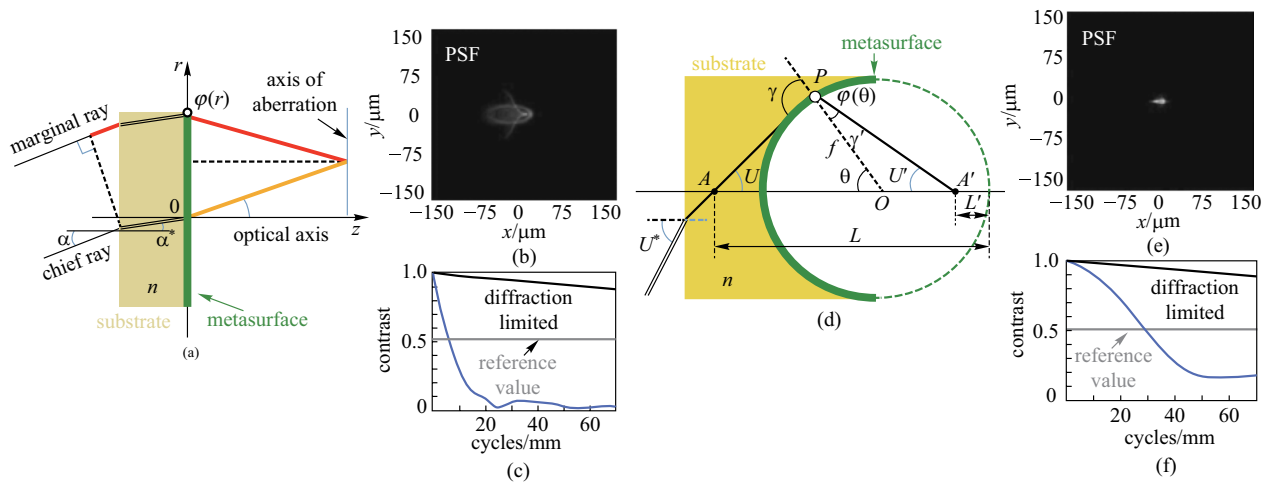 r
φ(r)
axis of
aberration
marginal ray
0
z
optical axis
α
α*
chief ray
n
substrate
metasurface
(a)
150
75
0
−75
−150
y/μm
PSF
−150
−75
0
75
150
x/μm
(b)
1.0
0.5
0
contrast
diffraction
limited
reference
value
20
40
60
cycles/mm
(c)
metasurface
substrate
P
γ
φ(θ)
γ′
f
A
U
θ
U′
A′
O
L′
U*
L
n
(d)
150
75
0
−75
−150
y/μm
PSF
−150
−75
0
75
150
x/μm
(e)
1.0
0.5
1.0
contrast
diffraction
limited
reference
value
20
40
60
cycles/mm
(f)